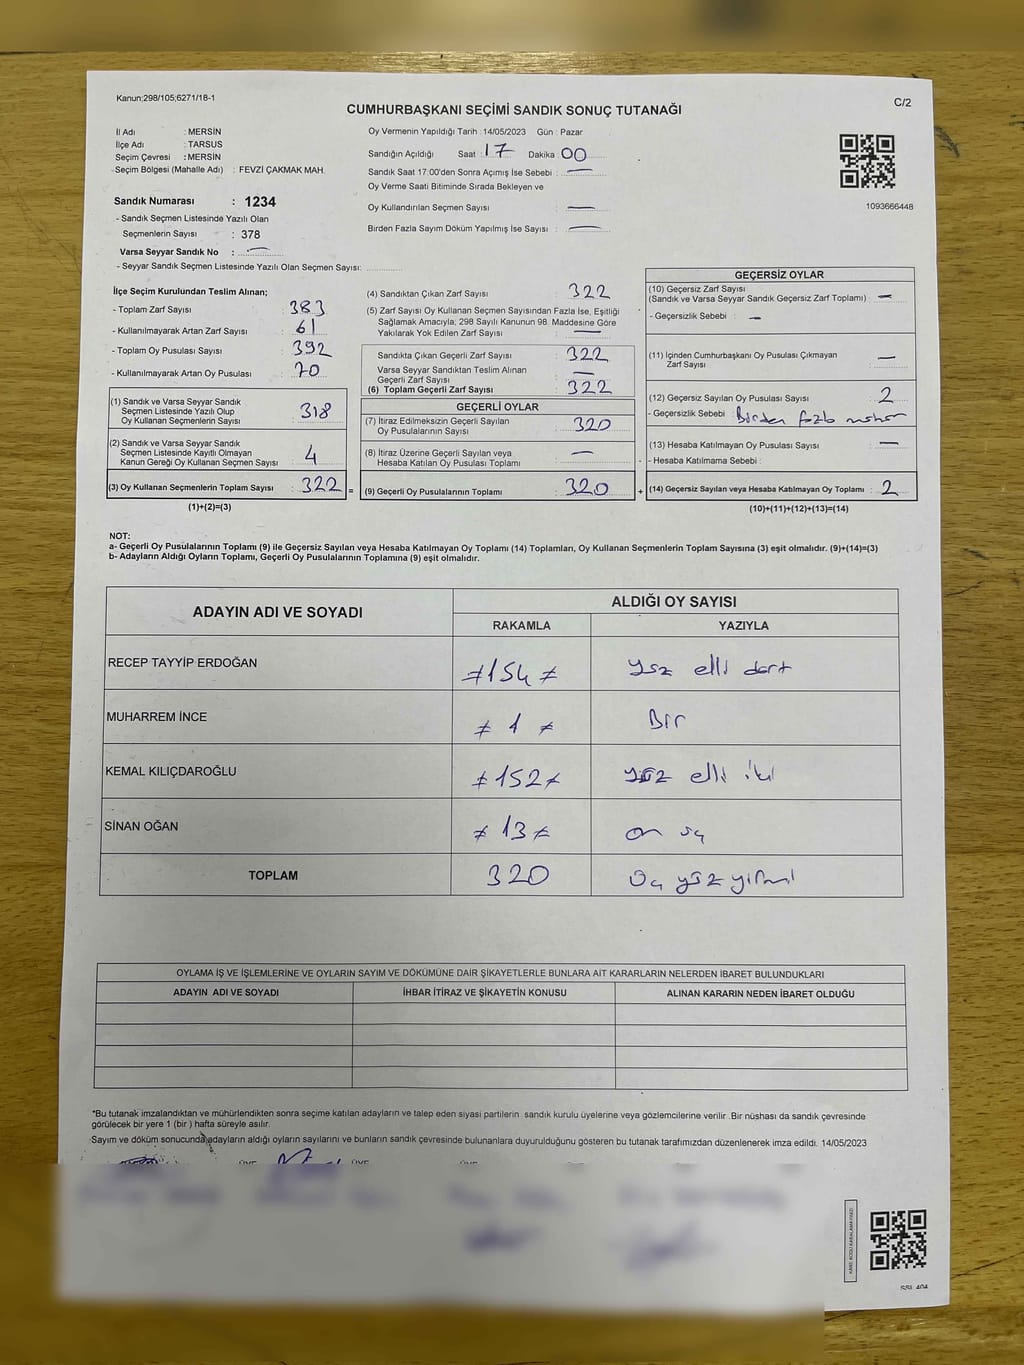 Kanun;298/105;6271/18-1
CUMHURBAŞKANI SEÇİMİ SANDIK SONUÇ TUTANAĞI
C/2
İl Adı : MERSİN
İlçe Adı : TARSUS
Seçim Çevresi : MERSİN
Seçim Bölgesi (Mahalle Adı) : FEVZİ ÇAKMAK MAH.
Sandık Numarası : 1234
- Sandık Seçmen Listesinde Yazılı Olan
Seçmenlerin Sayısı : 378
Varsa Seyyar Sandık No : —
- Seyyar Sandık Seçmen Listesinde Yazılı Olan Seçmen Sayısı:
Oy Vermenin Yapıldığı Tarih :14/05/2023 Gün : Pazar
Sandığın Açıldığı Saat : 17 Dakika : 00
Sandık Saat 17.00'den Sonra Açımış İse Sebebi : —
Oy Verme Saati Bitiminde Sırada Bekleyen ve
Oy Kullandırılan Seçmen Sayısı : —
Birden Fazla Sayım Döküm Yapılmış İse Sayısı : —
1093666448
İlçe Seçim Kurulundan Teslim Alınan;
- Toplam Zarf Sayısı : 383
- Kullanılmayarak Artan Zarf Sayısı : 61
- Toplam Oy Pusulası Sayısı : 392
- Kullanılmayarak Artan Oy Pusulası : 70
(1) Sandık ve Varsa Seyyar Sandık
Seçmen Listesinde Yazılı Olup
Oy Kullanan Seçmenlerin Sayısı : 318
(2) Sandık ve Varsa Seyyar Sandık
Seçmen Listesinde Kayıtlı Olmayan
Kanun Gereği Oy Kullanan Seçmen Sayısı : 4
(3) Oy Kullanan Seçmenlerin Toplam Sayısı : 322 =
(1)+(2)=(3)
(4) Sandıktan Çıkan Zarf Sayısı : 322
(5) Zarf Sayısı Oy Kullanan Seçmen Sayısından Fazla İse, Eşitliği
Sağlamak Amacıyla; 298 Sayılı Kanunun 98. Maddesine Göre
Yakılarak Yok Edilen Zarf Sayısı : —
Sandıkta Çıkan Geçerli Zarf Sayısı : 322
Varsa Seyyar Sandıktan Teslim Alınan
Geçerli Zarf Sayısı : —
(6) Toplam Geçerli Zarf Sayısı : 322
GEÇERLİ OYLAR
(7) İtiraz Edilmeksizin Geçerli Sayılan
Oy Pusulalarının Sayısı : 320
(8) İtiraz Üzerine Geçerli Sayılan veya
Hesaba Katılan Oy Pusulası Toplamı : —
(9) Geçerli Oy Pusulalarının Toplamı : 320 +
GEÇERSİZ OYLAR
(10) Geçersiz Zarf Sayısı
(Sandık ve Varsa Seyyar Sandık Geçersiz Zarf Toplamı) : —
- Geçersizlik Sebebi : —
(11) İçinden Cumhurbaşkanı Oy Pusulası Çıkmayan
Zarf Sayısı : —
(12) Geçersiz Sayılan Oy Pusulası Sayısı : 2
- Geçersizlik Sebebi : Birden fazla mühür
(13) Hesaba Katılmayan Oy Pusulası Sayısı : —
- Hesaba Katılmama Sebebi :
(14) Geçersiz Sayılan veya Hesaba Katılmayan Oy Toplamı : 2
(10)+(11)+(12)+(13)=(14)
NOT:
a- Geçerli Oy Pusulalarının Toplamı (9) ile Geçersiz Sayılan veya Hesaba Katılmayan Oy Toplamı (14) Toplamları, Oy Kullanan Seçmenlerin Toplam Sayısına (3) eşit olmalıdır. (9)+(14)=(3)
b- Adayların Aldığı Oyların Toplamı, Geçerli Oy Pusulalarının Toplamına (9) eşit olmalıdır.
ADAYIN ADI VE SOYADI
ALDIĞI OY SAYISI
RAKAMLA YAZIYLA
RECEP TAYYİP ERDOĞAN ≠154≠ Yüz elli dört
MUHARREM İNCE ≠1≠ Bir
KEMAL KILIÇDAROĞLU ≠152≠ yüz elli iki
SİNAN OĞAN ≠13≠ on üç
TOPLAM 320 Üç yüz yirmi
OYLAMA İŞ VE İŞLEMLERİNE VE OYLARIN SAYIM VE DÖKÜMÜNE DAİR ŞİKAYETLERLE BUNLARA AİT KARARLARIN NELERDEN İBARET BULUNDUKLARI
ADAYIN ADI VE SOYADI İHBAR İTİRAZ VE ŞİKAYETİN KONUSU ALINAN KARARIN NEDEN İBARET OLDUĞU
*Bu tutanak imzalandıktan ve mühürlendikten sonra seçime katılan adayların ve talep eden siyasi partilerin sandık kurulu üyelerine veya gözlemcilerine verilir .Bir nüshası da sandık çevresinde
görülecek bir yere 1 (bir ) hafta süreyle asılır.
Sayım ve döküm sonucunda adayların aldığı oyların sayılarını ve bunların sandık çevresinde bulunanlara duyurulduğunu gösteren bu tutanak tarafımızdan düzenlenerek imza edildi. 14/05/2023
ÜYE ÜYE ÜYE